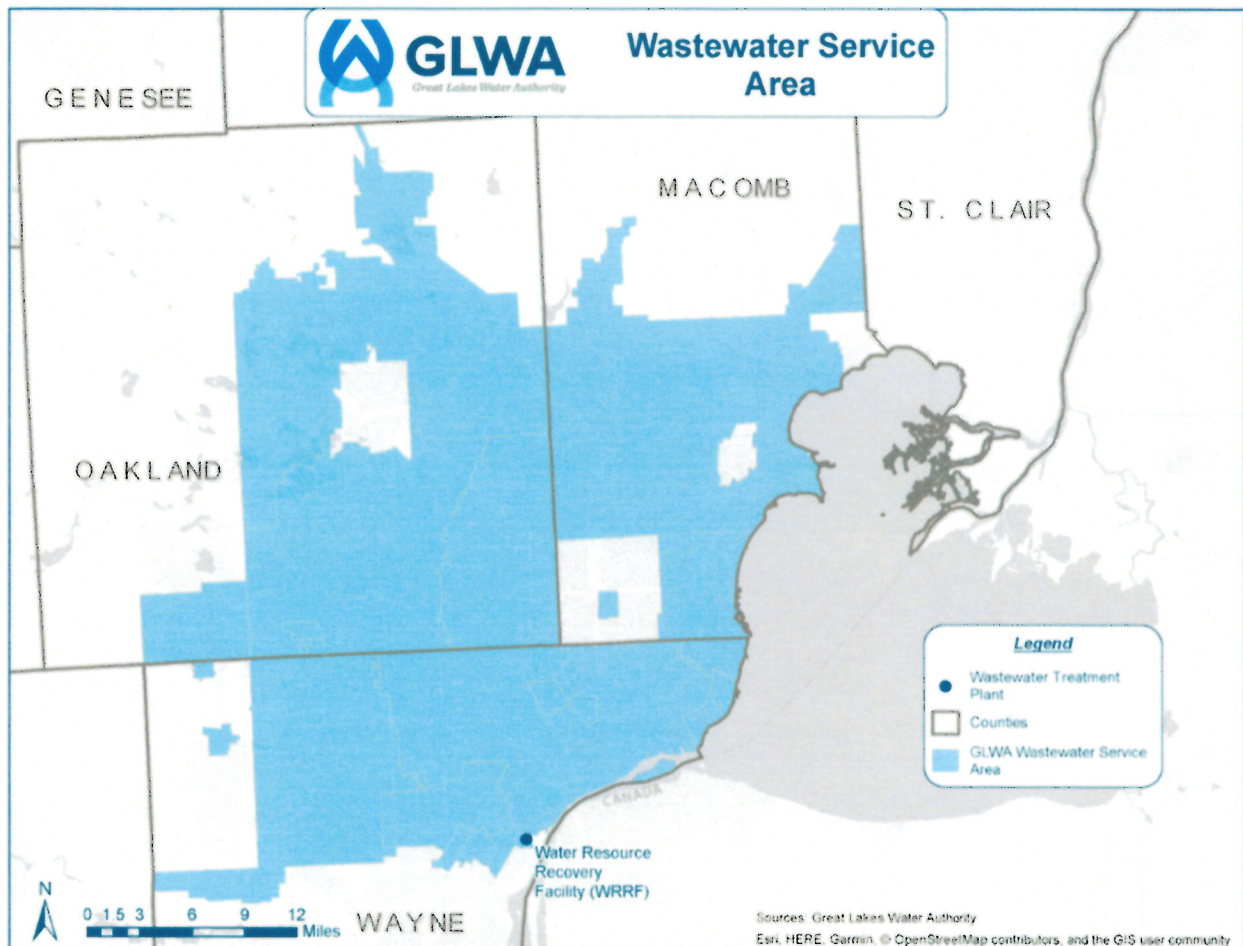 GLWA
Great Lakes Water Authority
Wastewater Service
Area
GENESEE
MACOMB
ST. CLAIR
OAKLAND
Legend
Wastewater Treatment
Plant
Counties
GLWA Wastewater Service
Area
CANADA
Water Resource
Recovery
Facility (WRRF)
N
0 1.5 3 6 9 12
Miles
WAYNE
Sources: Great Lakes Water Authority
Esri, HERE, Garmin, © OpenStreetMap contributors, and the GIS user community